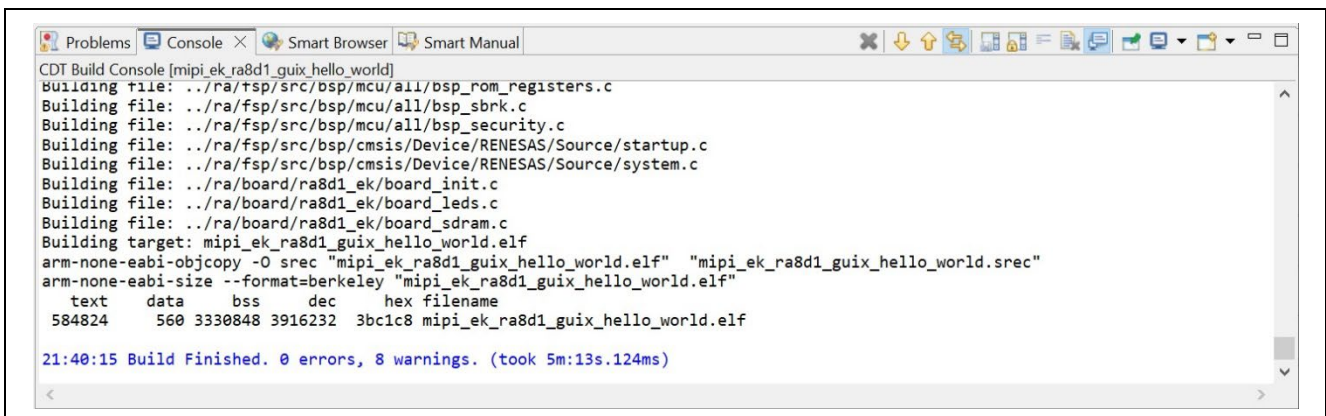 Problems Console Smart Browser Smart Manual
CDT Build Console [mipi_ek_ra8d1_guix_hello_world]
Building file: ../ra/fsp/src/bsp/mcu/all/bsp_rom_registers.c
Building file: ../ra/fsp/src/bsp/mcu/all/bsp_sbrk.c
Building file: ../ra/fsp/src/bsp/mcu/all/bsp_security.c
Building file: ../ra/fsp/src/bsp/cmsis/Device/RENESAS/Source/startup.c
Building file: ../ra/fsp/src/bsp/cmsis/Device/RENESAS/Source/system.c
Building file: ../ra/board/ra8d1_ek/board_init.c
Building file: ../ra/board/ra8d1_ek/board_leds.c
Building file: ../ra/board/ra8d1_ek/board_sdram.c
Building target: mipi_ek_ra8d1_guix_hello_world.elf
arm-none-eabi-objcopy -O srec "mipi_ek_ra8d1_guix_hello_world.elf"  "mipi_ek_ra8d1_guix_hello_world.srec"
arm-none-eabi-size --format=berkeley "mipi_ek_ra8d1_guix_hello_world.elf"
   text    data     bss     dec     hex filename
 584824     560 3330848 3916232  3bc1c8 mipi_ek_ra8d1_guix_hello_world.elf
21:40:15 Build Finished. 0 errors, 8 warnings. (took 5m:13s.124ms)